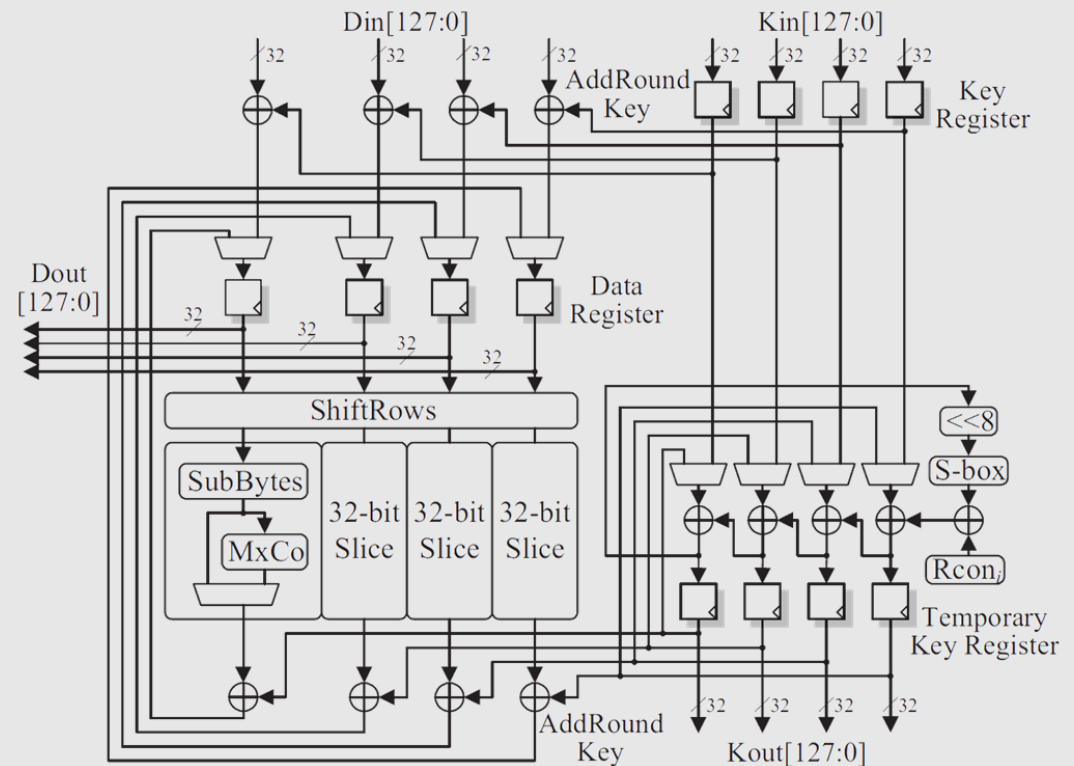 Din[127:0]
Kin[127:0]
32
32
32
32
32
32
32
32
AddRound
Key
Key
Register
Dout
[127:0]
Data
Register
32
32
32
32
ShiftRows
<<8
SubBytes
S-box
32-bit
Slice
32-bit
Slice
32-bit
Slice
MxCo
Rconi
Temporary
Key Register
32
32
32
32
AddRound
Key
Kout[127:0]